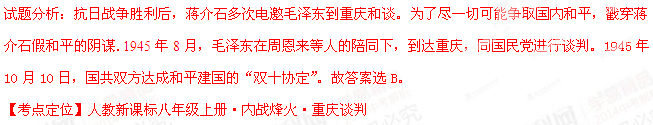 试题分析：抗日战争胜利后，蒋介石多次电邀毛泽东到重庆和谈。为了尽一切可能争取国内和平，戳穿蒋
介石假和平的阴谋.1945 年 8 月，毛泽东在周恩来等人的陪同下，到达重庆，同国民党进行谈判。1945 年
10 月 10 日，国共双方达成和平建国的“双十协定”。故答案选 B。
【考点定位】人教新课标八年级上册·内战烽火·重庆谈判